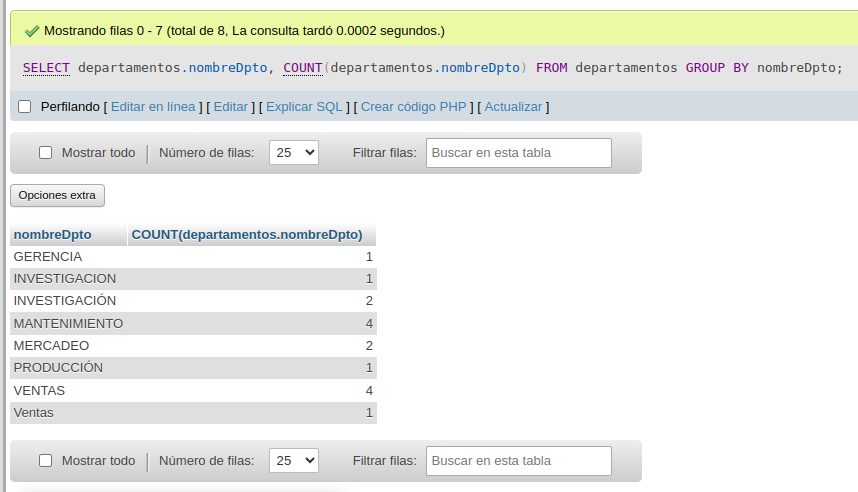 Mostrando filas 0 - 7 (total de 8, La consulta tardó 0.0002 segundos.)
SELECT departamentos.nombreDpto, COUNT(departamentos.nombreDpto) FROM departamentos GROUP BY nombreDpto;
Perfilando [ Editar en línea ] [ Editar ] [ Explicar SQL ] [ Crear código PHP ] [ Actualizar ]
Mostrar todo | Número de filas: 25 Filtrar filas: Buscar en esta tabla
Opciones extra
nombreDpto COUNT(departamentos.nombreDpto)
GERENCIA 1
INVESTIGACION 1
INVESTIGACIÓN 2
MANTENIMIENTO 4
MERCADEO 2
PRODUCCIÓN 1
VENTAS 4
Ventas 1
Mostrar todo | Número de filas: 25 Filtrar filas: Buscar en esta tabla